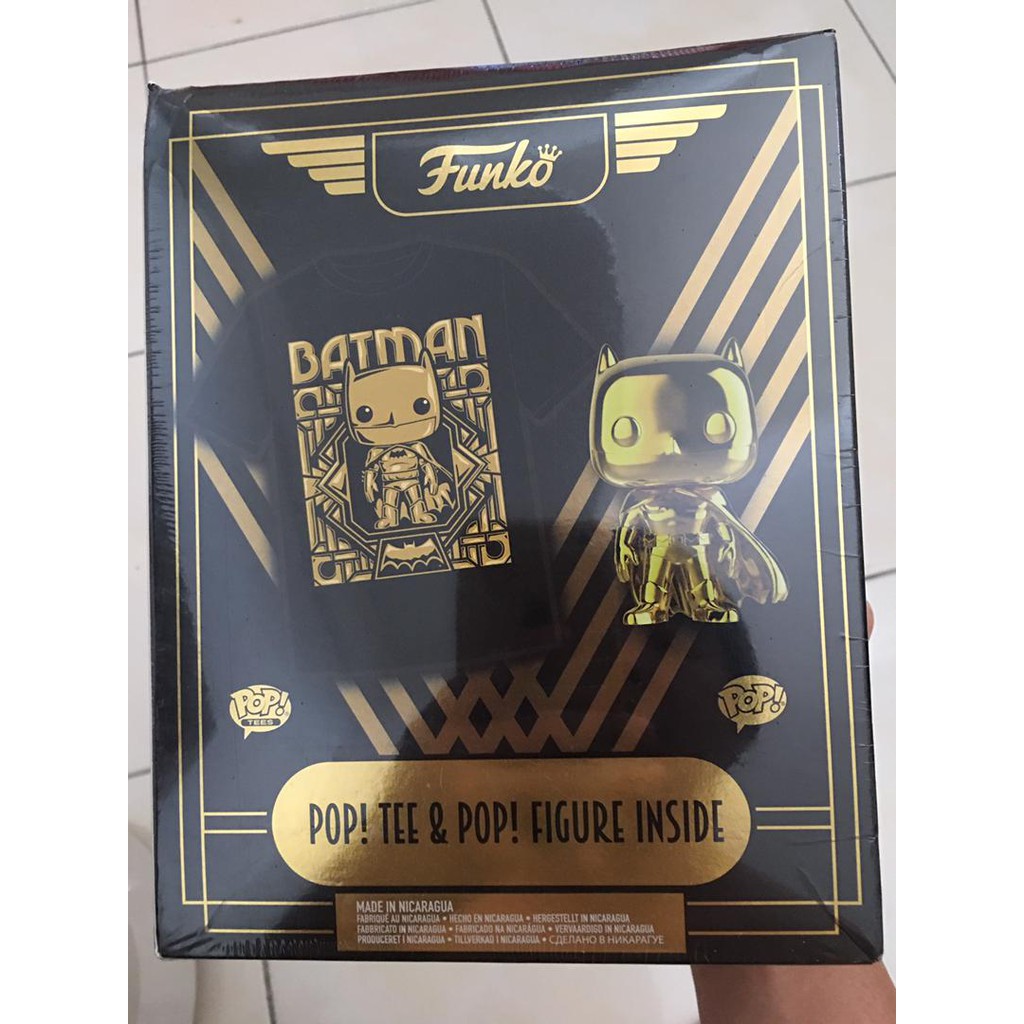 Funko
BATMAN
POP!
TEES
POP!
POP! TEE & POP! FIGURE INSIDE
MADE IN NICARAGUA
FABRIQUÉ AU NICARAGUA • HECHO EN NICARAGUA • HERGESTELLT IN NICARAGUA
FABBRICATO IN NICARAGUA • FABRICADO NA NICARÁGUA • VERVAARDIGD IN NICARAGUA
PRODUCERET I NICARAGUA • TILLVERKAD I NICARAGUA • СДЕЛАНО В НИКАРАГУЕ